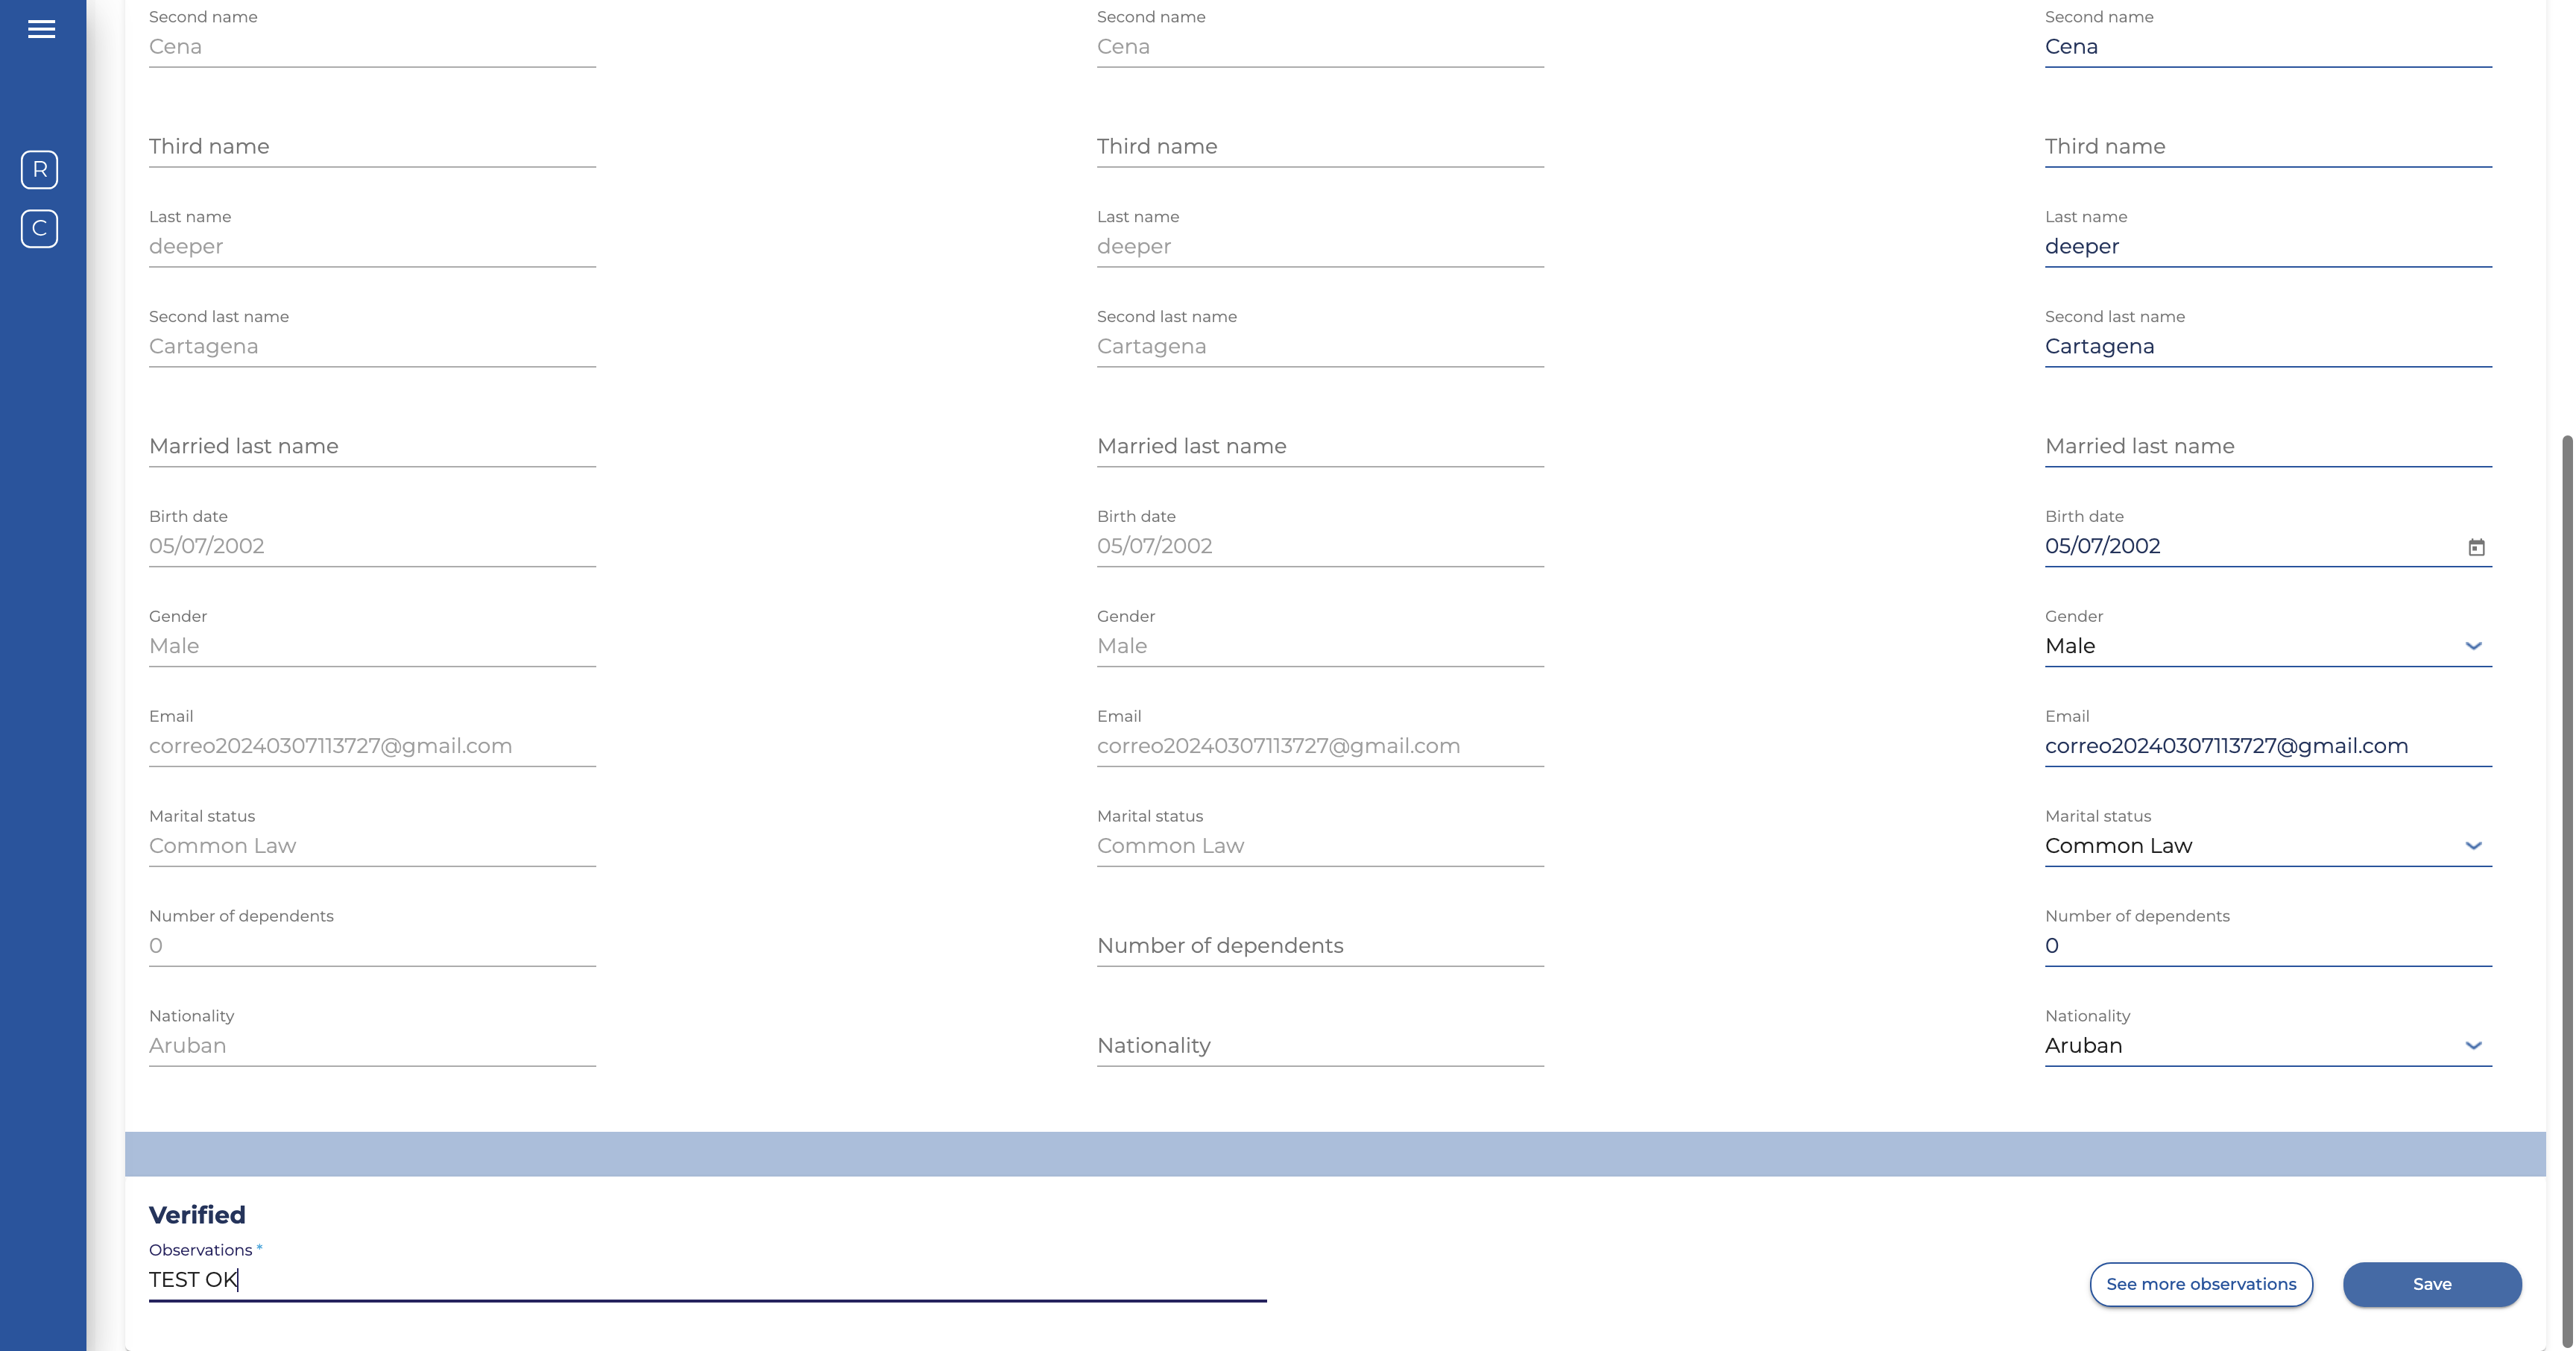 R
C
Second name Second name Second name
Cena Cena Cena
Third name Third name Third name
Last name Last name Last name
deeper deeper deeper
Second last name Second last name Second last name
Cartagena Cartagena Cartagena
Married last name Married last name Married last name
Birth date Birth date Birth date
05/07/2002 05/07/2002 05/07/2002
Gender Gender Gender
Male Male Male
Email Email Email
correo20240307113727@gmail.com correo20240307113727@gmail.com correo20240307113727@gmail.com
Marital status Marital status Marital status
Common Law Common Law Common Law
Number of dependents Number of dependents
0 Number of dependents 0
Nationality Nationality
Aruban Nationality Aruban
Verified
Observations *
TEST OK
See more observations Save